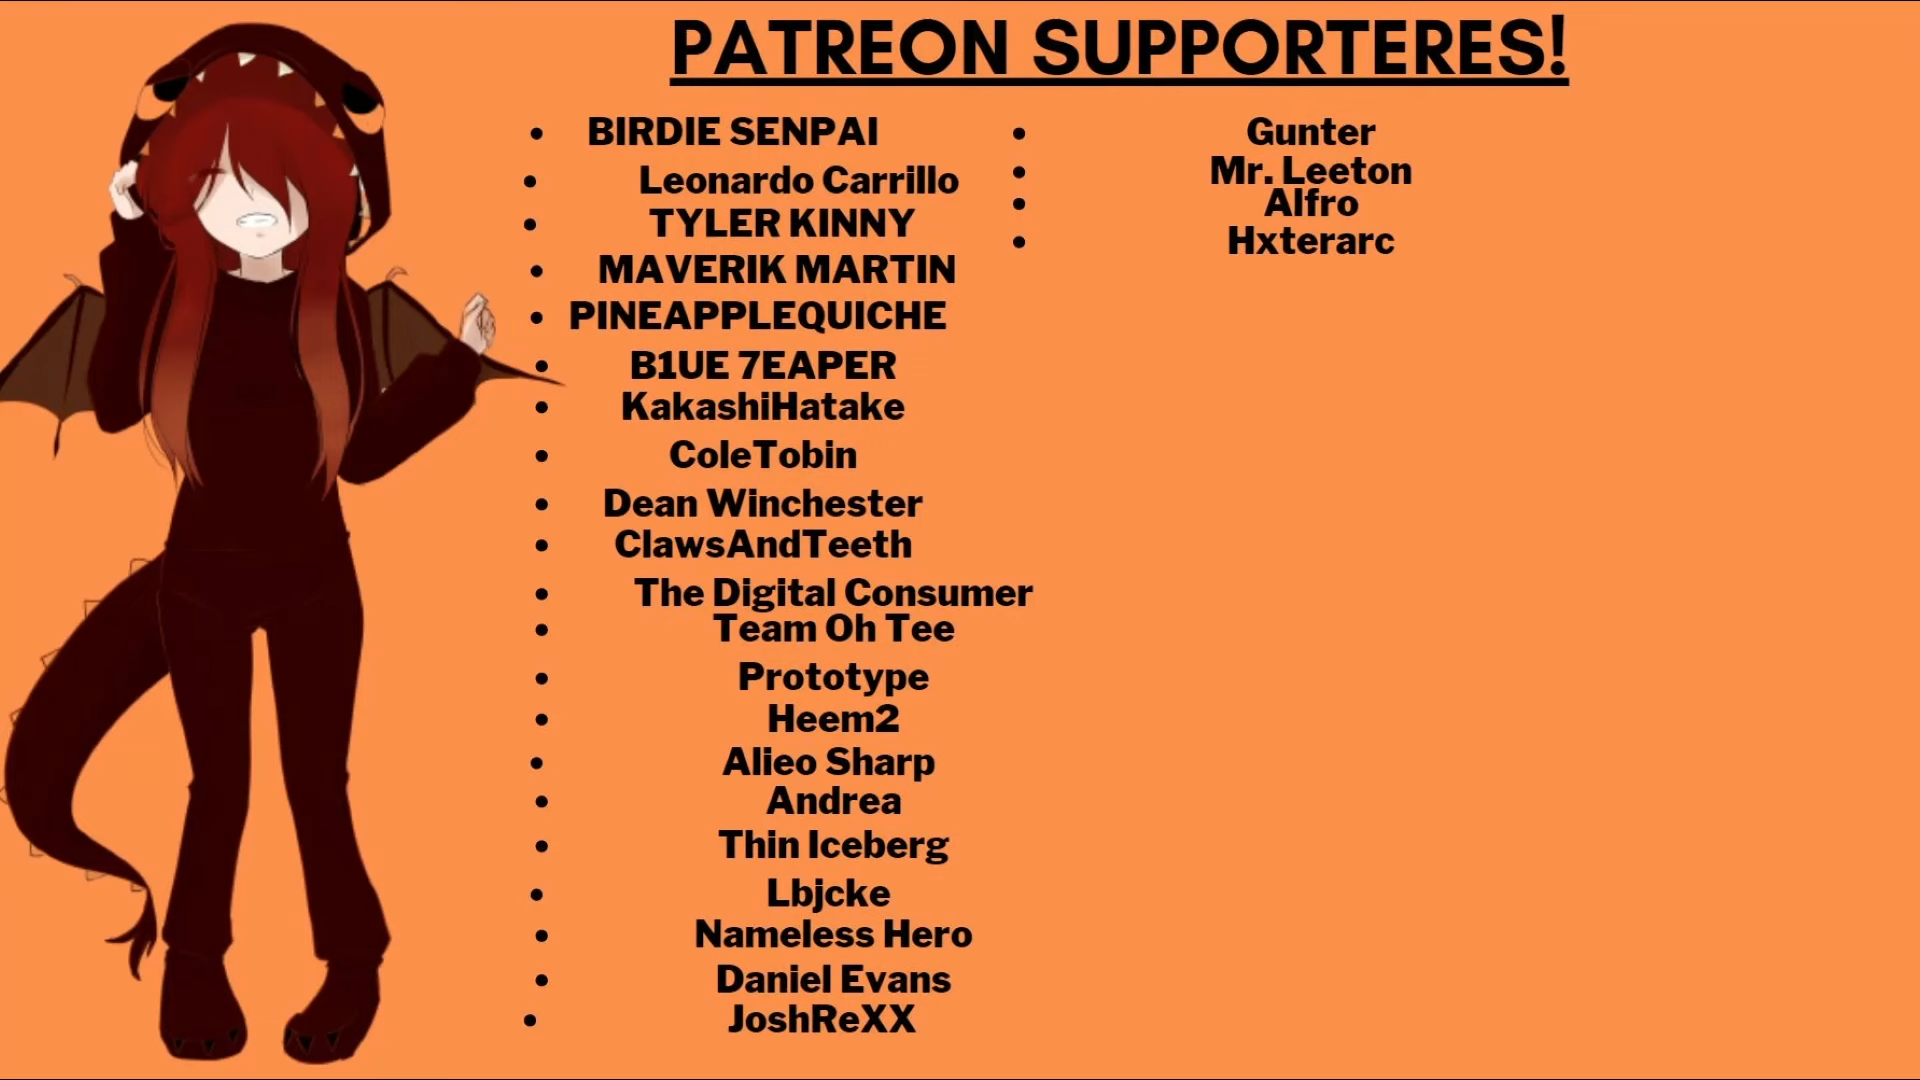 PATREON SUPPORTERES!
• BIRDIE SENPAI
• Leonardo Carrillo
• TYLER KINNY
• MAVERIK MARTIN
• PINEAPPLEQUICHE
• B1UE 7EAPER
• KakashiHatake
• ColeTobin
• Dean Winchester
• ClawsAndTeeth
• The Digital Consumer
• Team Oh Tee
• Prototype
• Heem2
• Alieo Sharp
• Andrea
• Thin Iceberg
• Lbjcke
• Nameless Hero
• Daniel Evans
• JoshReXX
• Gunter
• Mr. Leeton
• Alfro
• Hxterarc